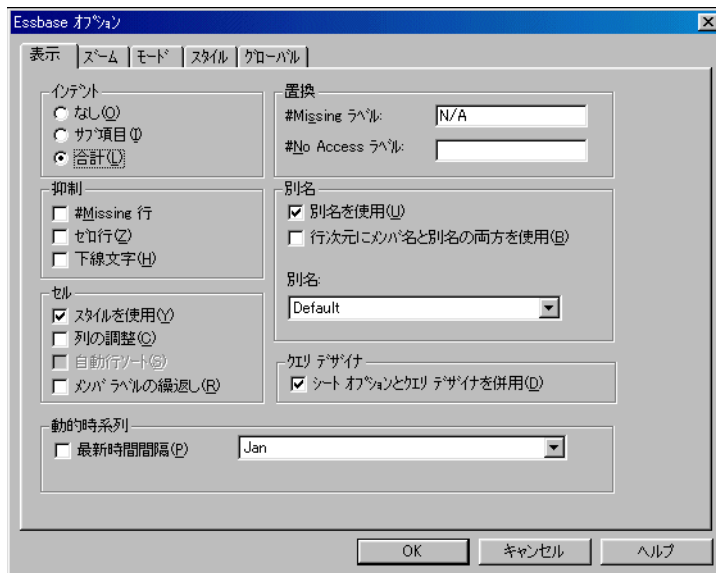 Essbase オプション
表示 ズーム モード スタイル グローバル
インデント
なし(O)
サブ項目(I)
合計(L)
置換
#Missing ラベル: N/A
#No Access ラベル:
抑制
#Missing 行
ゼロ行(Z)
下線文字(H)
別名
別名を使用(U)
行次元にメンバ名と別名の両方を使用(B)
別名:
Default
セル
スタイルを使用(Y)
列の調整(C)
自動行ソート(S)
メンバ ラベルの繰返し(R)
クエリ デザイナ
シート オプションとクエリ デザイナを併用(D)
動的時系列
最新時間間隔(P) Jan
OK キャンセル ヘルプ